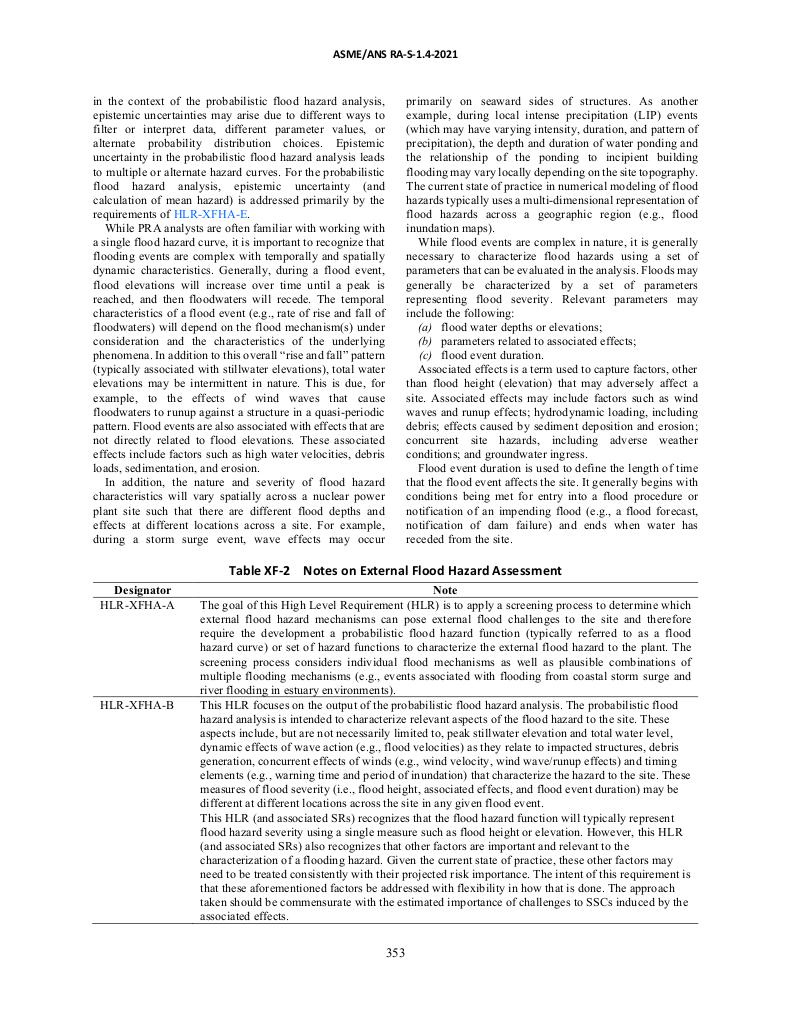 ASME/ANS RA-S-1.4-2021
in the context of the probabilistic flood hazard analysis,
epistemic uncertainties may arise due to different ways to
filter or interpret data, different parameter values, or
alternate probability distribution choices. Epistemic
uncertainty in the probabilistic flood hazard analysis leads
to multiple or alternate hazard curves. For the probabilistic
flood hazard analysis, epistemic uncertainty (and
calculation of mean hazard) is addressed primarily by the
requirements of HLR-XFHA-E.
While PRA analysts are often familiar with working with
a single flood hazard curve, it is important to recognize that
flooding events are complex with temporally and spatially
dynamic characteristics. Generally, during a flood event,
flood elevations will increase over time until a peak is
reached, and then floodwaters will recede. The temporal
characteristics of a flood event (e.g., rate of rise and fall of
floodwaters) will depend on the flood mechanism(s) under
consideration and the characteristics of the underlying
phenomena. In addition to this overall “rise and fall” pattern
(typically associated with stillwater elevations), total water
elevations may be intermittent in nature. This is due, for
example, to the effects of wind waves that cause
floodwaters to runup against a structure in a quasi-periodic
pattern. Flood events are also associated with effects that are
not directly related to flood elevations. These associated
effects include factors such as high water velocities, debris
loads, sedimentation, and erosion.
In addition, the nature and severity of flood hazard
characteristics will vary spatially across a nuclear power
plant site such that there are different flood depths and
effects at different locations across a site. For example,
during a storm surge event, wave effects may occur
primarily on seaward sides of structures. As another
example, during local intense precipitation (LIP) events
(which may have varying intensity, duration, and pattern of
precipitation), the depth and duration of water ponding and
the relationship of the ponding to incipient building
flooding may vary locally depending on the site topography.
The current state of practice in numerical modeling of flood
hazards typically uses a multi-dimensional representation of
flood hazards across a geographic region (e.g., flood
inundation maps).
While flood events are complex in nature, it is generally
necessary to characterize flood hazards using a set of
parameters that can be evaluated in the analysis. Floods may
generally be characterized by a set of parameters
representing flood severity. Relevant parameters may
include the following:
(a) flood water depths or elevations;
(b) parameters related to associated effects;
(c) flood event duration.
Associated effects is a term used to capture factors, other
than flood height (elevation) that may adversely affect a
site. Associated effects may include factors such as wind
waves and runup effects; hydrodynamic loading, including
debris; effects caused by sediment deposition and erosion;
concurrent site hazards, including adverse weather
conditions; and groundwater ingress.
Flood event duration is used to define the length of time
that the flood event affects the site. It generally begins with
conditions being met for entry into a flood procedure or
notification of an impending flood (e.g., a flood forecast,
notification of dam failure) and ends when water has
receded from the site.
Table XF-2 Notes on External Flood Hazard Assessment
Designator Note
HLR-XFHA-A The goal of this High Level Requirement (HLR) is to apply a screening process to determine which
external flood hazard mechanisms can pose external flood challenges to the site and therefore
require the development a probabilistic flood hazard function (typically referred to as a flood
hazard curve) or set of hazard functions to characterize the external flood hazard to the plant. The
screening process considers individual flood mechanisms as well as plausible combinations of
multiple flooding mechanisms (e.g., events associated with flooding from coastal storm surge and
river flooding in estuary environments).
HLR-XFHA-B This HLR focuses on the output of the probabilistic flood hazard analysis. The probabilistic flood
hazard analysis is intended to characterize relevant aspects of the flood hazard to the site. These
aspects include, but are not necessarily limited to, peak stillwater elevation and total water level,
dynamic effects of wave action (e.g., flood velocities) as they relate to impacted structures, debris
generation, concurrent effects of winds (e.g., wind velocity, wind wave/runup effects) and timing
elements (e.g., warning time and period of inundation) that characterize the hazard to the site. These
measures of flood severity (i.e., flood height, associated effects, and flood event duration) may be
different at different locations across the site in any given flood event.
This HLR (and associated SRs) recognizes that the flood hazard function will typically represent
flood hazard severity using a single measure such as flood height or elevation. However, this HLR
(and associated SRs) also recognizes that other factors are important and relevant to the
characterization of a flooding hazard. Given the current state of practice, these other factors may
need to be treated consistently with their projected risk importance. The intent of this requirement is
that these aforementioned factors be addressed with flexibility in how that is done. The approach
taken should be commensurate with the estimated importance of challenges to SSCs induced by the
associated effects.
353